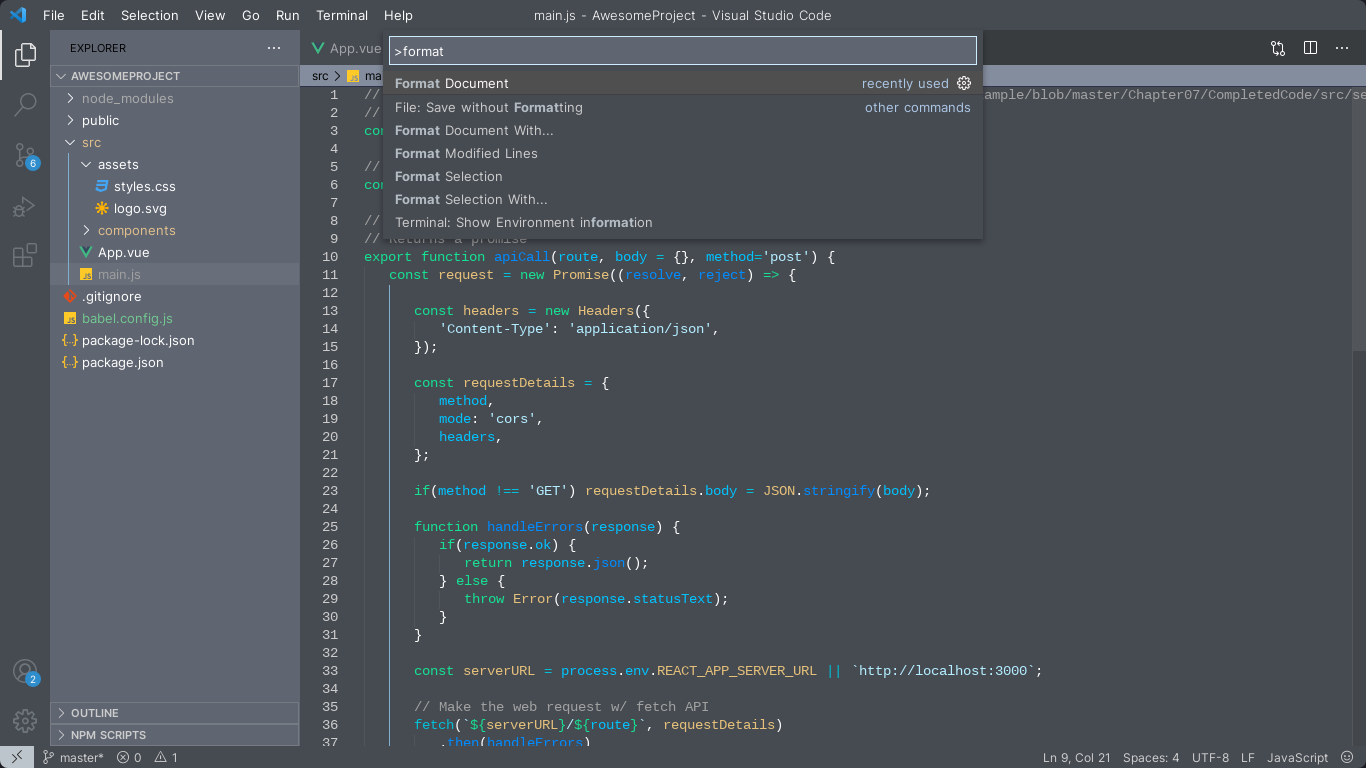 File Edit Selection View Go Run Terminal Help main.js - AwesomeProject - Visual Studio Code
EXPLORER
AWESOMEPROJECT
node_modules
public
src
assets
styles.css
logo.svg
components
App.vue
main.js
.gitignore
babel.config.js
package-lock.json
package.json
OUTLINE
NPM SCRIPTS
6
2
App.vue
>format
Format Document recently used
File: Save without Formatting other commands
Format Document With...
Format Modified Lines
Format Selection
Format Selection With...
Terminal: Show Environment information
src
1 // ample/blob/master/Chapter07/CompletedCode/src/se
2 //
3
4
5 //
6
7
8 //
9 // Returns a promise
10 export function apiCall(route, body = {}, method='post') {
11 const request = new Promise((resolve, reject) => {
12
13 const headers = new Headers({
14 'Content-Type': 'application/json',
15 });
16
17 const requestDetails = {
18 method,
19 mode: 'cors',
20 headers,
21 };
22
23 if(method !== 'GET') requestDetails.body = JSON.stringify(body);
24
25 function handleErrors(response) {
26 if(response.ok) {
27 return response.json();
28 } else {
29 throw Error(response.statusText);
30 }
31 }
32
33 const serverURL = process.env.REACT_APP_SERVER_URL || `http://localhost:3000`;
34
35 // Make the web request w/ fetch API
36 fetch(`${serverURL}/${route}`, requestDetails)
37 .then(handleErrors)
master* 0 1 Ln 9, Col 21 Spaces: 4 UTF-8 LF JavaScript